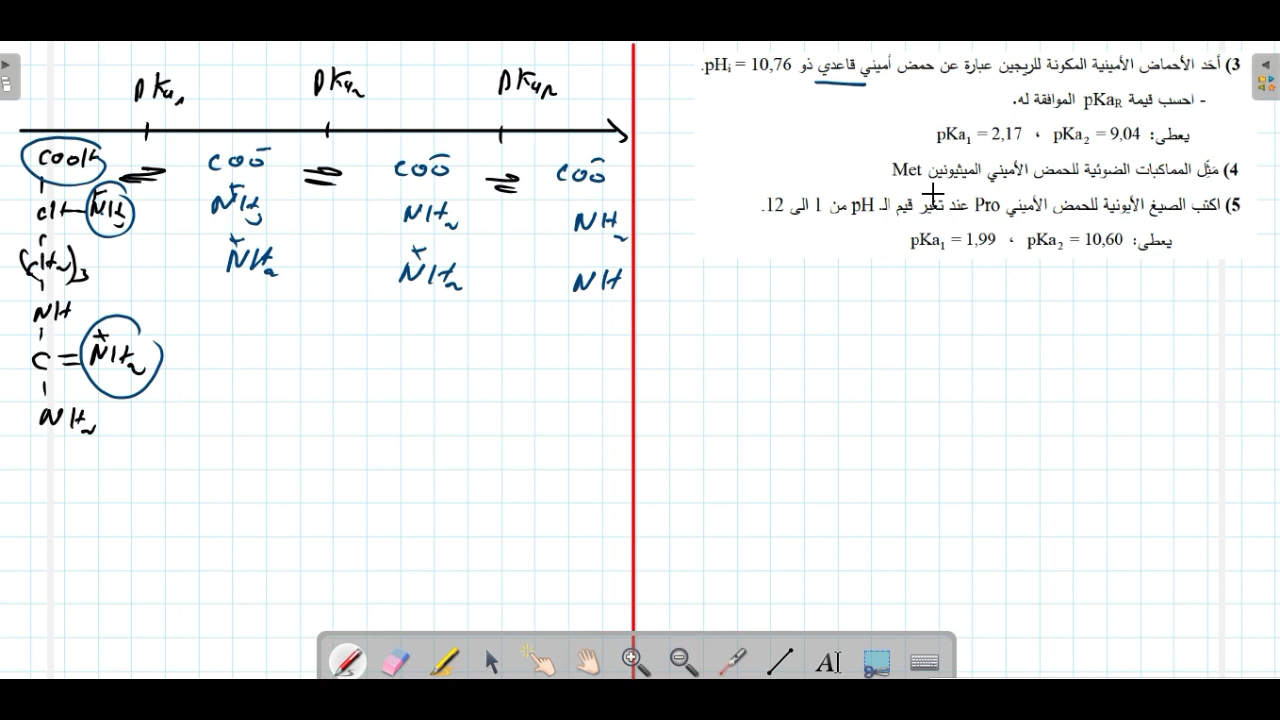 3) أحد الأحماض الأمينية المكونة للريجين عبارة عن حمض أميني قاعدي ذو pHi = 10,76.
- احسب قيمة pKaR الموافقة له.
يعطى: pKa1 = 2,17 ، pKa2 = 9,04
4) مَثِّل المماكبات الضوئية للحمض الأميني الميثيونين Met
5) اكتب الصيغ الأيونية للحمض الأميني Pro عند تغير قيم الـ pH من 1 الى 12.
يعطى: pKa1 = 1,99 ، pKa2 = 10,60
pKa1 pKa2 pKaR
COOH ⇌ COO⁻ ⇌ COO⁻ ⇌ COO⁻
CH-NH3⁺ NH3⁺ NH2 NH2
(CH2)3 NH2⁺ NH2⁺ NH
NH
C=NH2⁺
NH2
AI